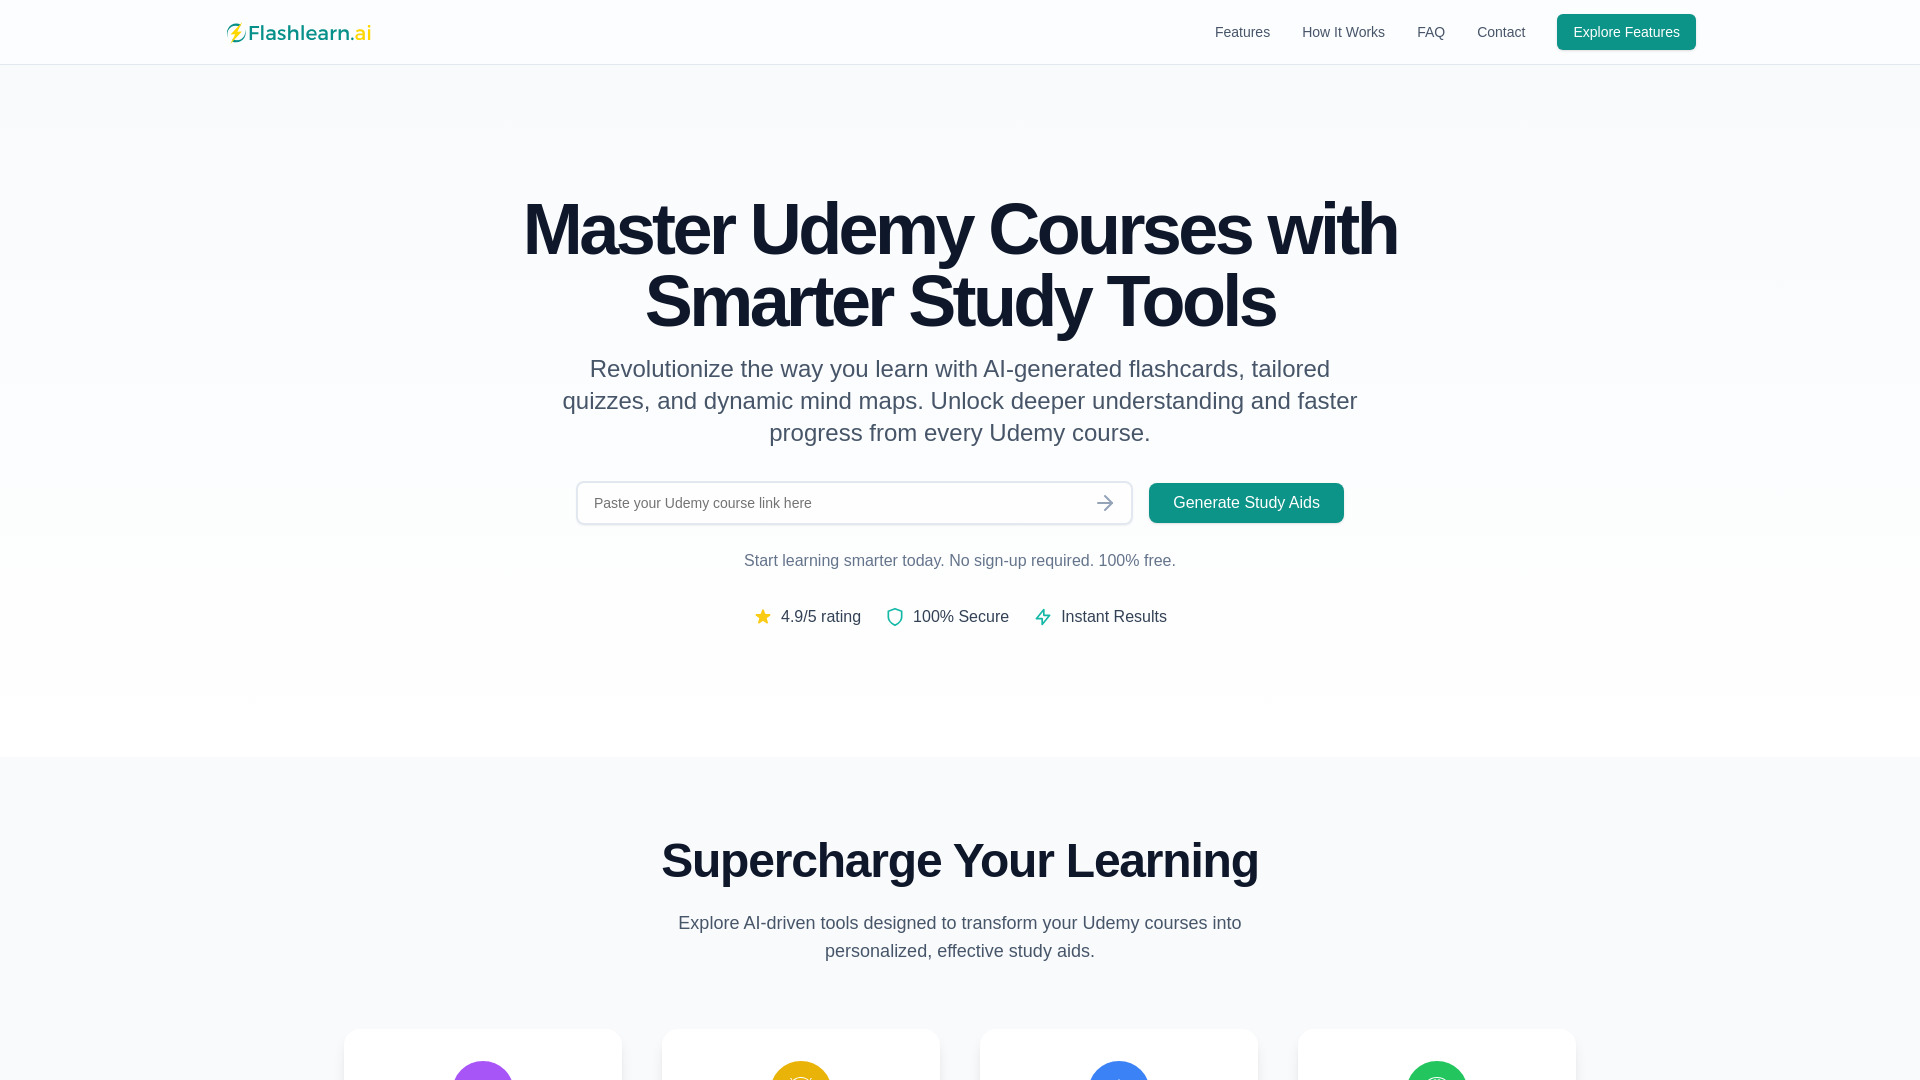 Flashlearn.ai
Features
How It Works
FAQ
Contact
Explore Features
Master Udemy Courses with
Smarter Study Tools
Revolutionize the way you learn with AI-generated flashcards, tailored
quizzes, and dynamic mind maps. Unlock deeper understanding and faster
progress from every Udemy course.
Paste your Udemy course link here
Generate Study Aids
Start learning smarter today. No sign-up required. 100% free.
4.9/5 rating
100% Secure
Instant Results
Supercharge Your Learning
Explore AI-driven tools designed to transform your Udemy courses into
personalized, effective study aids.